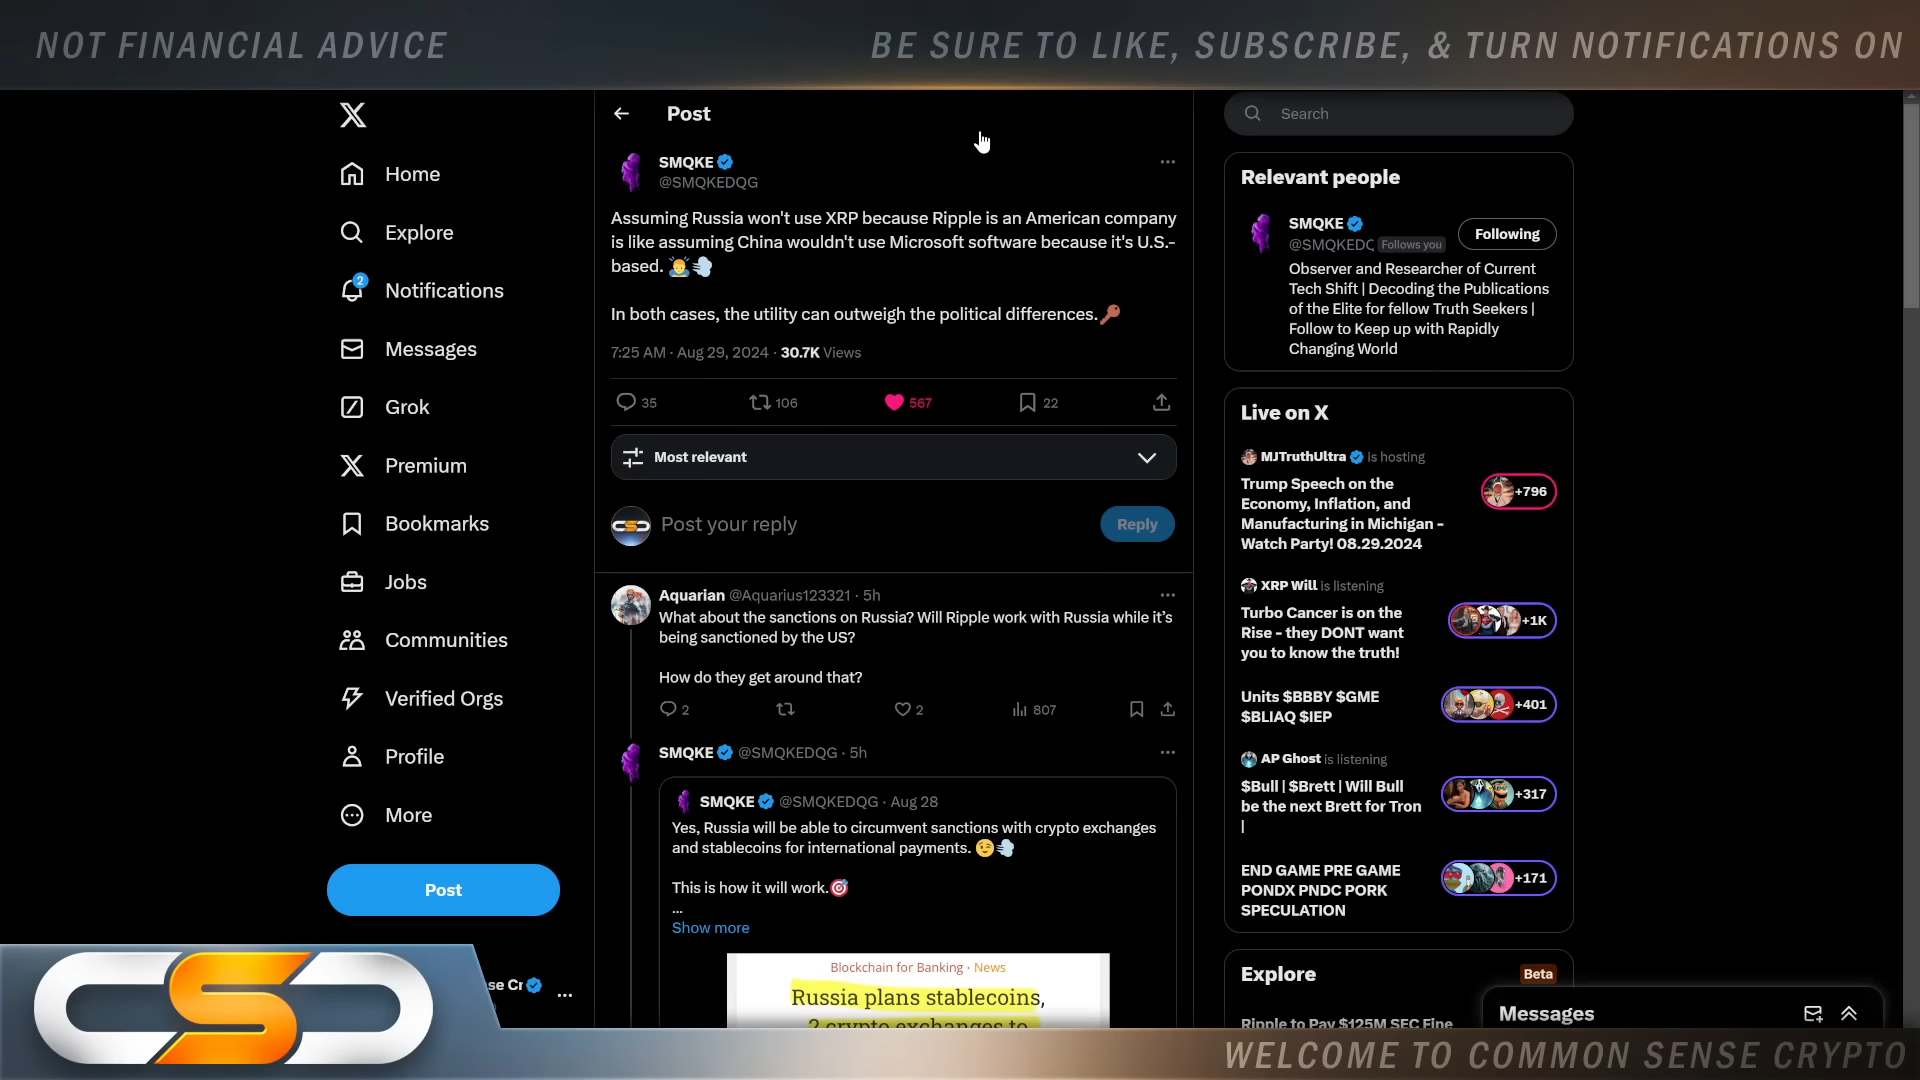 NOT FINANCIAL ADVICE
BE SURE TO LIKE, SUBSCRIBE, & TURN NOTIFICATIONS ON
Home
Explore
2
Notifications
Messages
Grok
Premium
Bookmarks
Jobs
Communities
Verified Orgs
Profile
More
Post
se Cr
Post
SMQKE
@SMQKEDQG
Assuming Russia won't use XRP because Ripple is an American company
is like assuming China wouldn't use Microsoft software because it's U.S.-
based.
In both cases, the utility can outweigh the political differences.
7:25 AM · Aug 29, 2024 · 30.7K Views
35 106 567 22
Most relevant
Post your reply
Reply
Aquarian @Aquarius123321 · 5h
What about the sanctions on Russia? Will Ripple work with Russia while it's
being sanctioned by the US?
How do they get around that?
2 2 807
SMQKE @SMQKEDQG · 5h
SMQKE @SMQKEDQG · Aug 28
Yes, Russia will be able to circumvent sanctions with crypto exchanges
and stablecoins for international payments.
This is how it will work.
...
Show more
Blockchain for Banking · News
Russia plans stablecoins,
2 crypto exchanges to
Search
Relevant people
SMQKE
@SMQKEDQ Follows you
Following
Observer and Researcher of Current
Tech Shift | Decoding the Publications
of the Elite for fellow Truth Seekers |
Follow to Keep up with Rapidly
Changing World
Live on X
MJTruthUltra is hosting
Trump Speech on the
Economy, Inflation, and
Manufacturing in Michigan -
Watch Party! 08.29.2024
+796
XRP Will is listening
Turbo Cancer is on the
Rise - they DONT want
you to know the truth!
+1K
Units $BBBY $GME
$BLIAQ $IEP
+401
AP Ghost is listening
$Bull | $Brett | Will Bull
be the next Brett for Tron
|
+317
END GAME PRE GAME
PONDX PNDC PORK
SPECULATION
+171
Explore
Beta
Ripple to Pay $125M SEC Fine
Messages
CSC
WELCOME TO COMMON SENSE CRYPTO